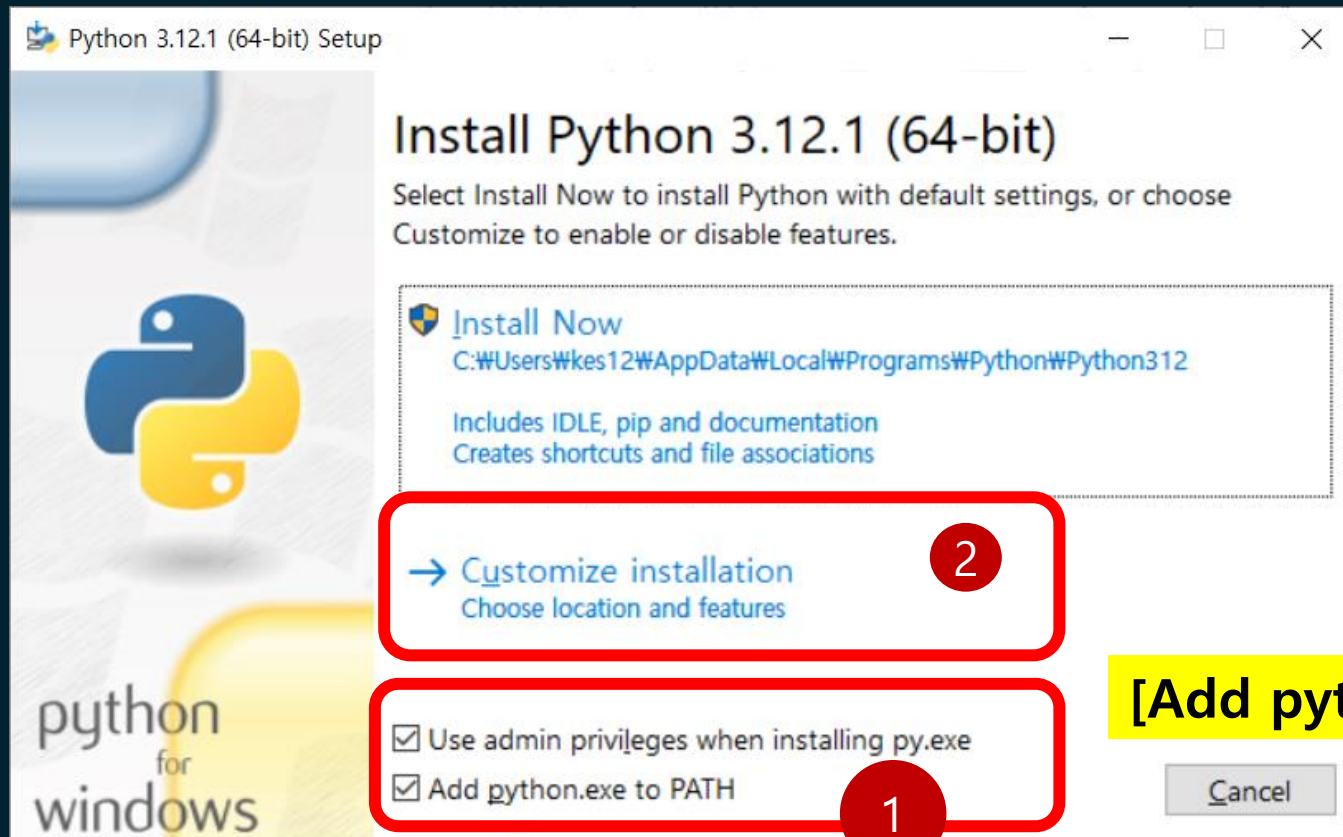 Python 3.12.1 (64-bit) Setup
Install Python 3.12.1 (64-bit)
Select Install Now to install Python with default settings, or choose
Customize to enable or disable features.
Install Now
C:₩Users₩kes12₩AppData₩Local₩Programs₩Python₩Python312
Includes IDLE, pip and documentation
Creates shortcuts and file associations
2
Customize installation
Choose location and features
[Add pyt
Use admin privileges when installing py.exe
Add python.exe to PATH
1
Cancel
python
for
windows